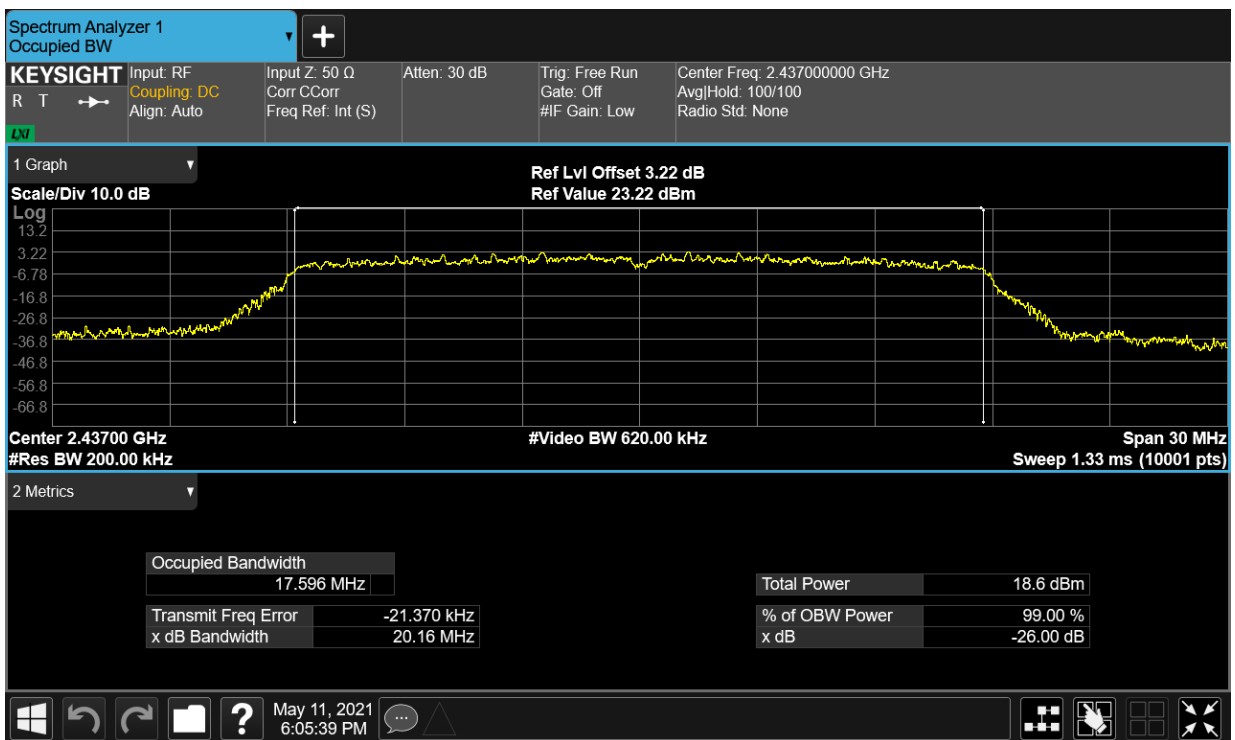 Spectrum Analyzer 1
Occupied BW
+
KEYSIGHT
R T
LXI
Input: RF
Coupling: DC
Align: Auto
Input Z: 50 Ω
Corr CCorr
Freq Ref: Int (S)
Atten: 30 dB
Trig: Free Run
Gate: Off
#IF Gain: Low
Center Freq: 2.437000000 GHz
Avg|Hold: 100/100
Radio Std: None
1 Graph
Scale/Div 10.0 dB
Ref Lvl Offset 3.22 dB
Ref Value 23.22 dBm
Log
13.2
3.22
-6.78
-16.8
-26.8
-36.8
-46.8
-56.8
-66.8
Center 2.43700 GHz
#Video BW 620.00 kHz
Span 30 MHz
#Res BW 200.00 kHz
Sweep 1.33 ms (10001 pts)
2 Metrics
Occupied Bandwidth
17.596 MHz
Total Power 18.6 dBm
Transmit Freq Error -21.370 kHz
% of OBW Power 99.00 %
x dB Bandwidth 20.16 MHz
x dB -26.00 dB
?
May 11, 2021
6:05:39 PM